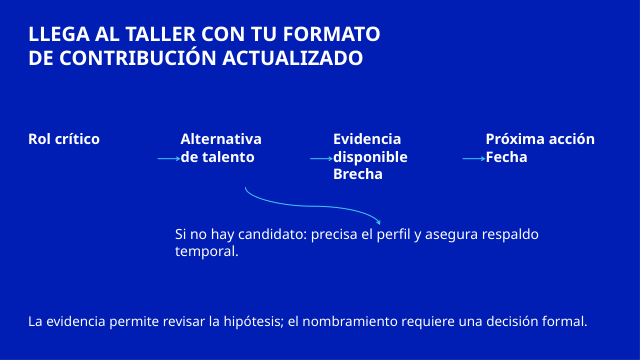 LLEGA AL TALLER CON TU FORMATO
DE CONTRIBUCIÓN ACTUALIZADO
Rol crítico
Alternativa
de talento
Evidencia
disponible
Brecha
Próxima acción
Fecha
Si no hay candidato: precisa el perfil y asegura respaldo
temporal.
La evidencia permite revisar la hipótesis; el nombramiento requiere una decisión formal.